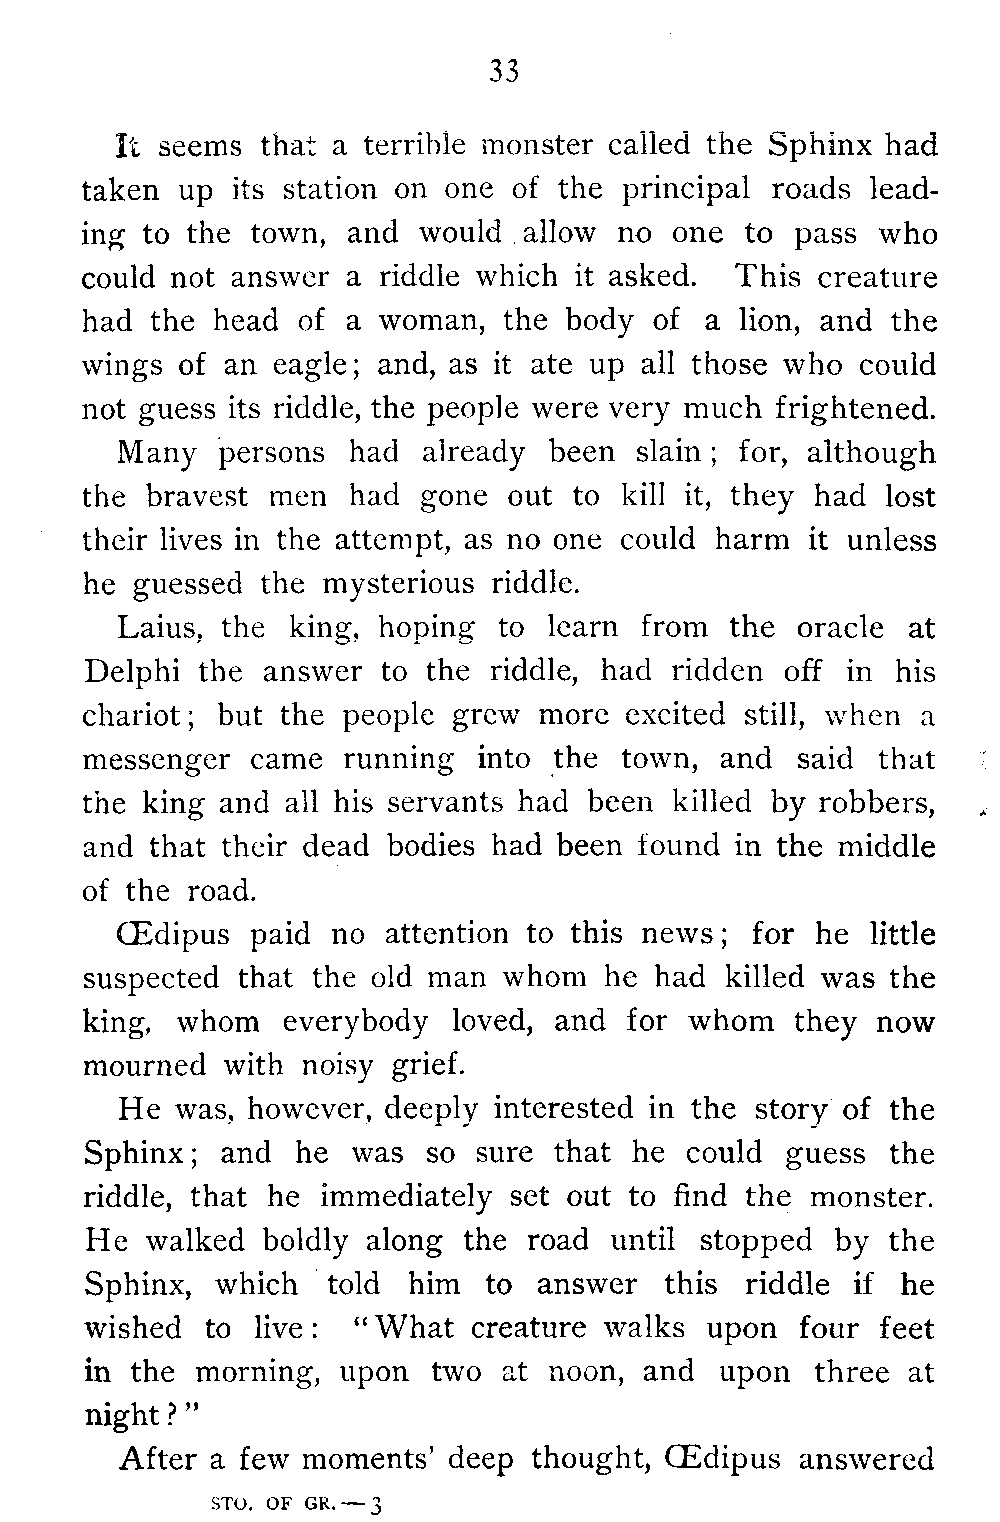 33
It seems that a terrible monster called the Sphinx had
taken up its station on one of the principal roads lead-
ing to the town, and would allow no one to pass who
could not answer a riddle which it asked. This creature
had the head of a woman, the body of a lion, and the
wings of an eagle; and, as it ate up all those who could
not guess its riddle, the people were very much frightened.
Many persons had already been slain; for, although
the bravest men had gone out to kill it, they had lost
their lives in the attempt, as no one could harm it unless
he guessed the mysterious riddle.
Laius, the king, hoping to learn from the oracle at
Delphi the answer to the riddle, had ridden off in his
chariot; but the people grew more excited still, when a
messenger came running into the town, and said that
the king and all his servants had been killed by robbers,
and that their dead bodies had been found in the middle
of the road.
Œdipus paid no attention to this news; for he little
suspected that the old man whom he had killed was the
king, whom everybody loved, and for whom they now
mourned with noisy grief.
He was, however, deeply interested in the story of the
Sphinx; and he was so sure that he could guess the
riddle, that he immediately set out to find the monster.
He walked boldly along the road until stopped by the
Sphinx, which told him to answer this riddle if he
wished to live: "What creature walks upon four feet
in the morning, upon two at noon, and upon three at
night?"
After a few moments' deep thought, Œdipus answered
STO. OF GR.—3